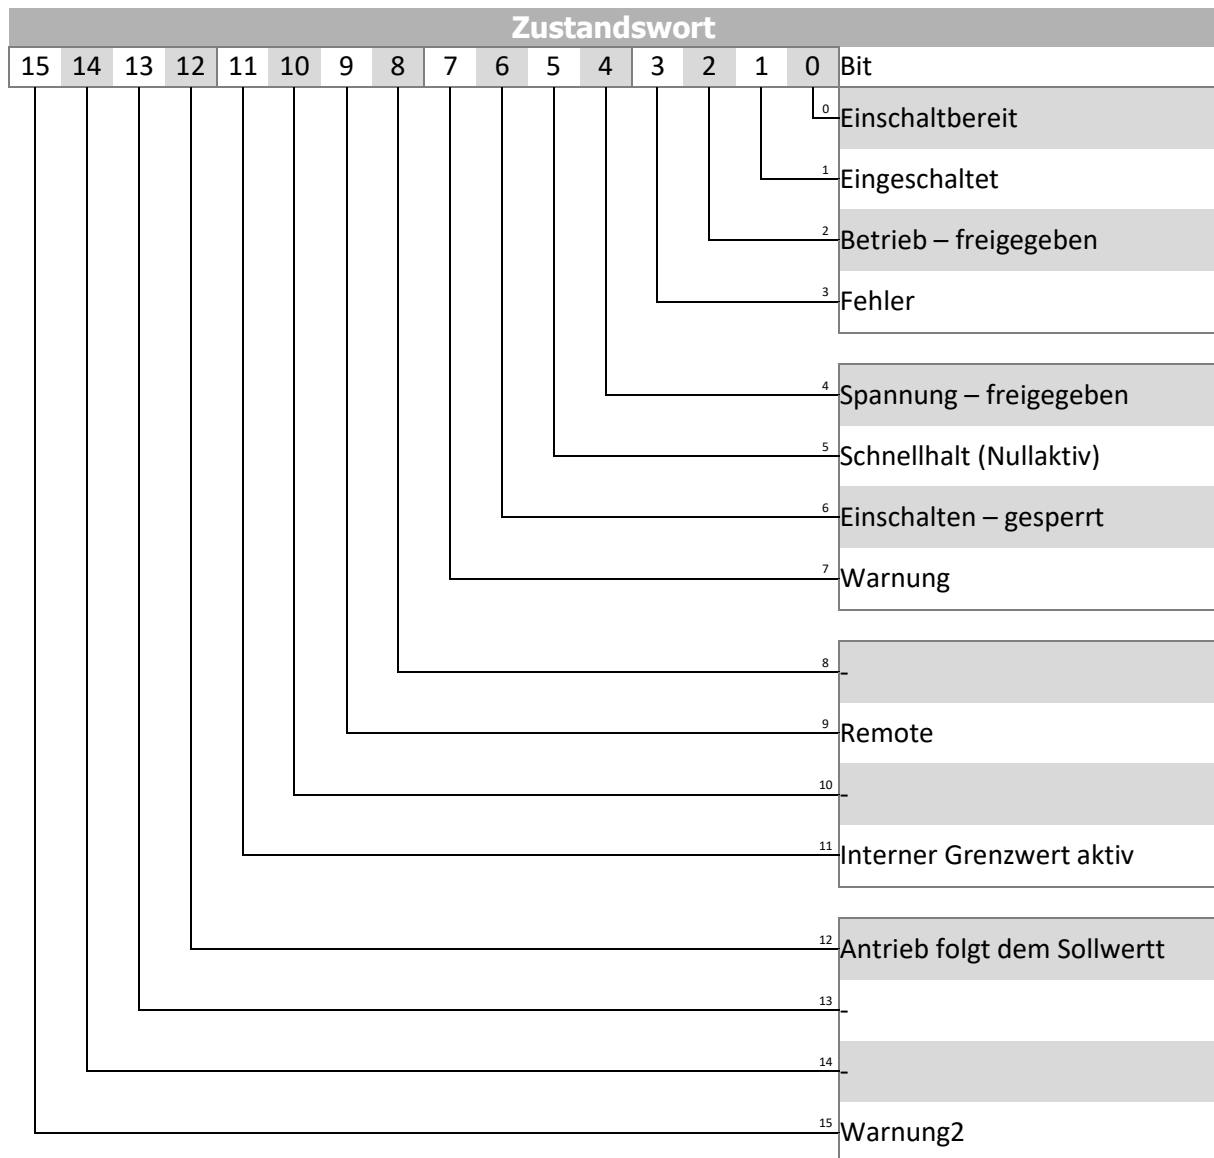 Zustandswort
15 14 13 12 11 10 9 8 7 6 5 4 3 2 1 0 Bit
0 Einschaltbereit
1 Eingeschaltet
2 Betrieb – freigegeben
3 Fehler
4 Spannung – freigegeben
5 Schnellhalt (Nullaktiv)
6 Einschalten – gesperrt
7 Warnung
8 -
9 Remote
10 -
11 Interner Grenzwert aktiv
12 Antrieb folgt dem Sollwertt
13 -
14 -
15 Warnung2